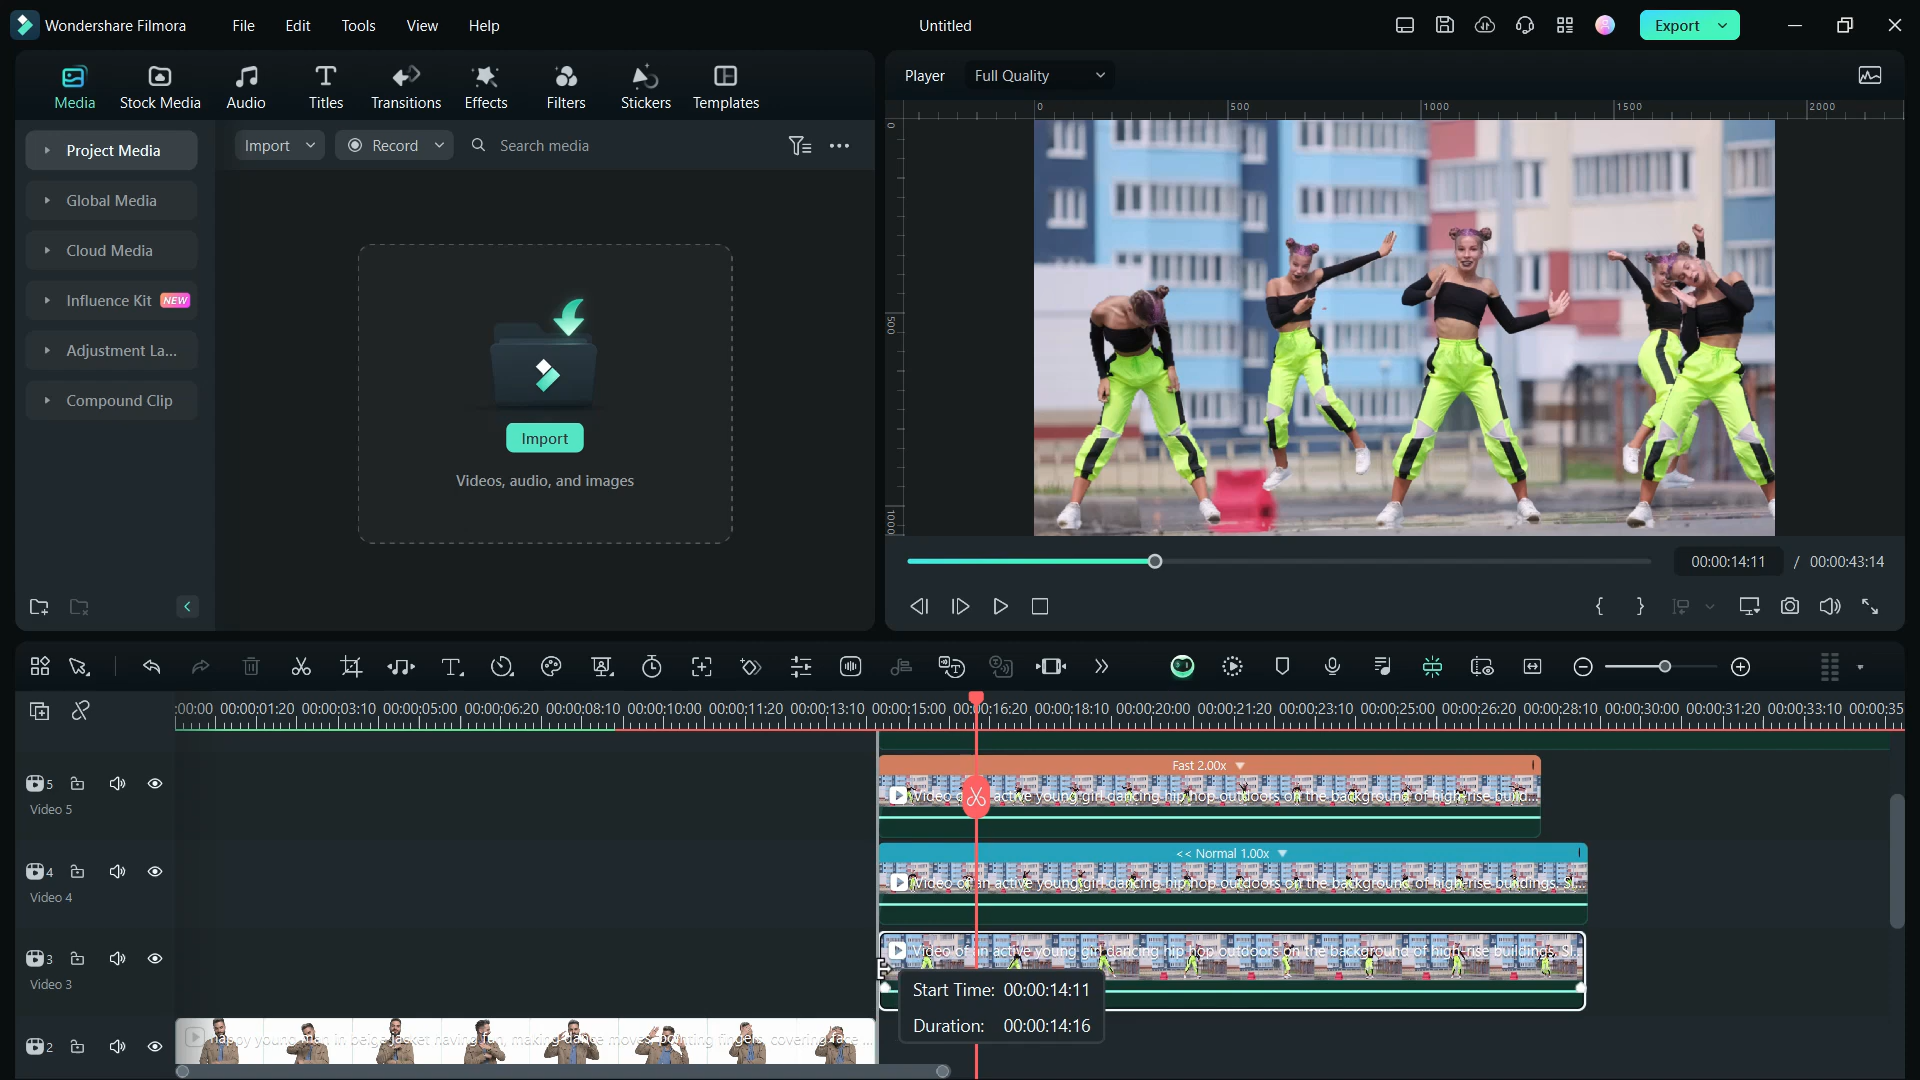 Wondershare Filmora File Edit Tools View Help Untitled Export
Media Stock Media Audio Titles Transitions Effects Filters Stickers Templates
Player Full Quality
Project Media
Import Record Search media
Global Media
Cloud Media
Influence Kit NEW
Adjustment La...
Compound Clip
Import
Videos, audio, and images
0 500 1000 1500 2000
0
500
1000
00:00:14:11 / 00:00:43:14
:00:00 00:00:01:20 00:00:03:10 00:00:05:00 00:00:06:20 00:00:08:10 00:00:10:00 00:00:11:20 00:00:13:10 00:00:15:00 00:00:16:20 00:00:18:10 00:00:20:00 00:00:21:20 00:00:23:10 00:00:25:00 00:00:26:20 00:00:28:10 00:00:30:00 00:00:31:20 00:00:33:10 00:00:35
Fast 2.00x
5
Video 5
Video of active young girl dancing hip hop outdoors on the background of high-rise build...
<< Normal 1.00x
4
Video 4
Video of an active young girl dancing hip hop outdoors on the background of high-rise buildings. Sl...
3
Video 3
Video of an active young girl dancing hip hop outdoors on the background of high-rise buildings. Sl...
Start Time: 00:00:14:11
Duration: 00:00:14:16
2
happy young man in beige jacket having fun, making dance moves, pointing fingers, covering face ...